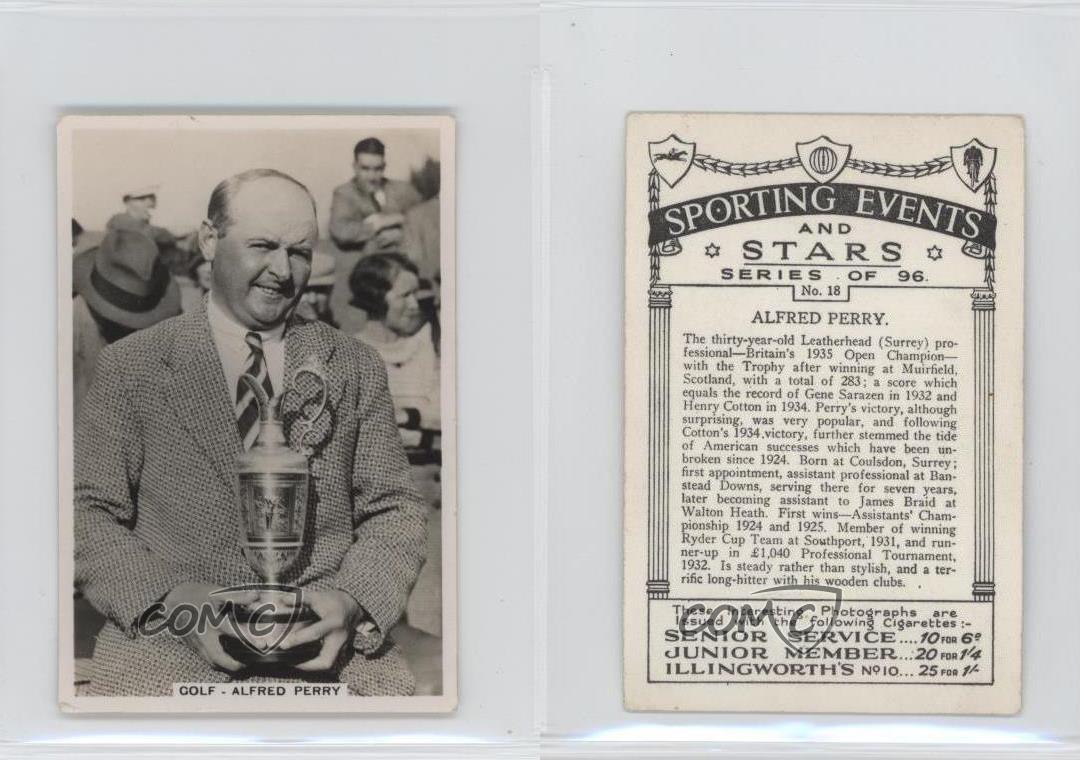 COMC
GOLF - ALFRED PERRY
SPORTING EVENTS
AND
STARS
SERIES OF 96.
No. 18
ALFRED PERRY.
The thirty-year-old Leatherhead (Surrey) pro-
fessional—Britain's 1935 Open Champion—
with the Trophy after winning at Muirfield,
Scotland, with a total of 283; a score which
equals the record of Gene Sarazen in 1932 and
Henry Cotton in 1934. Perry's victory, although
surprising, was very popular, and following
Cotton's 1934 victory, further stemmed the tide
of American successes which have been un-
broken since 1924. Born at Coulsdon, Surrey;
first appointment, assistant professional at Ban-
stead Downs, serving there for seven years,
later becoming assistant to James Braid at
Walton Heath. First wins—Assistants' Cham-
pionship 1924 and 1925. Member of winning
Ryder Cup Team at Southport, 1931, and run-
ner-up in £1,040 Professional Tournament,
1932. Is steady rather than stylish, and a ter-
rific long-hitter with his wooden clubs.
COMC
These Interesting Photographs are
issued with the following Cigarettes :-
SENIOR SERVICE.... 10 FOR 6D
JUNIOR MEMBER... 20 FOR 1/4
ILLINGWORTH'S No 10... 25 FOR 1/-